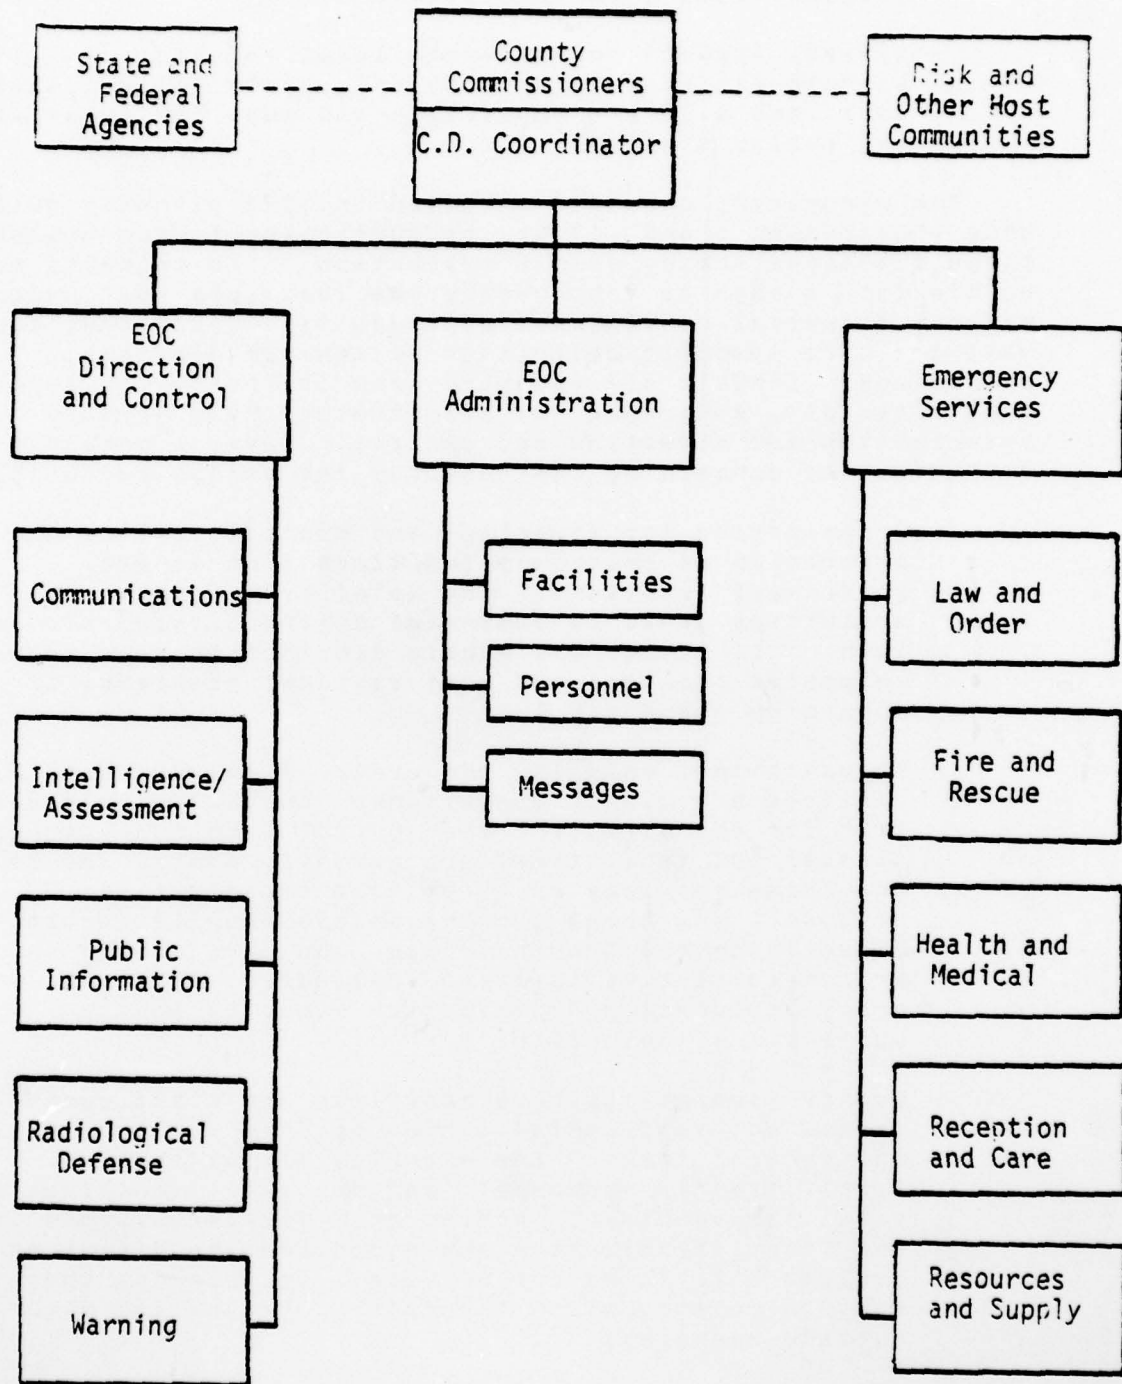 State and
Federal
Agencies
County
Commissioners
C.D. Coordinator
Risk and
Other Host
Communities
EOC
Direction
and Control
EOC
Administration
Emergency
Services
Communications
Intelligence/
Assessment
Public
Information
Radiological
Defense
Warning
Facilities
Personnel
Messages
Law and
Order
Fire and
Rescue
Health and
Medical
Reception
and Care
Resources
and Supply